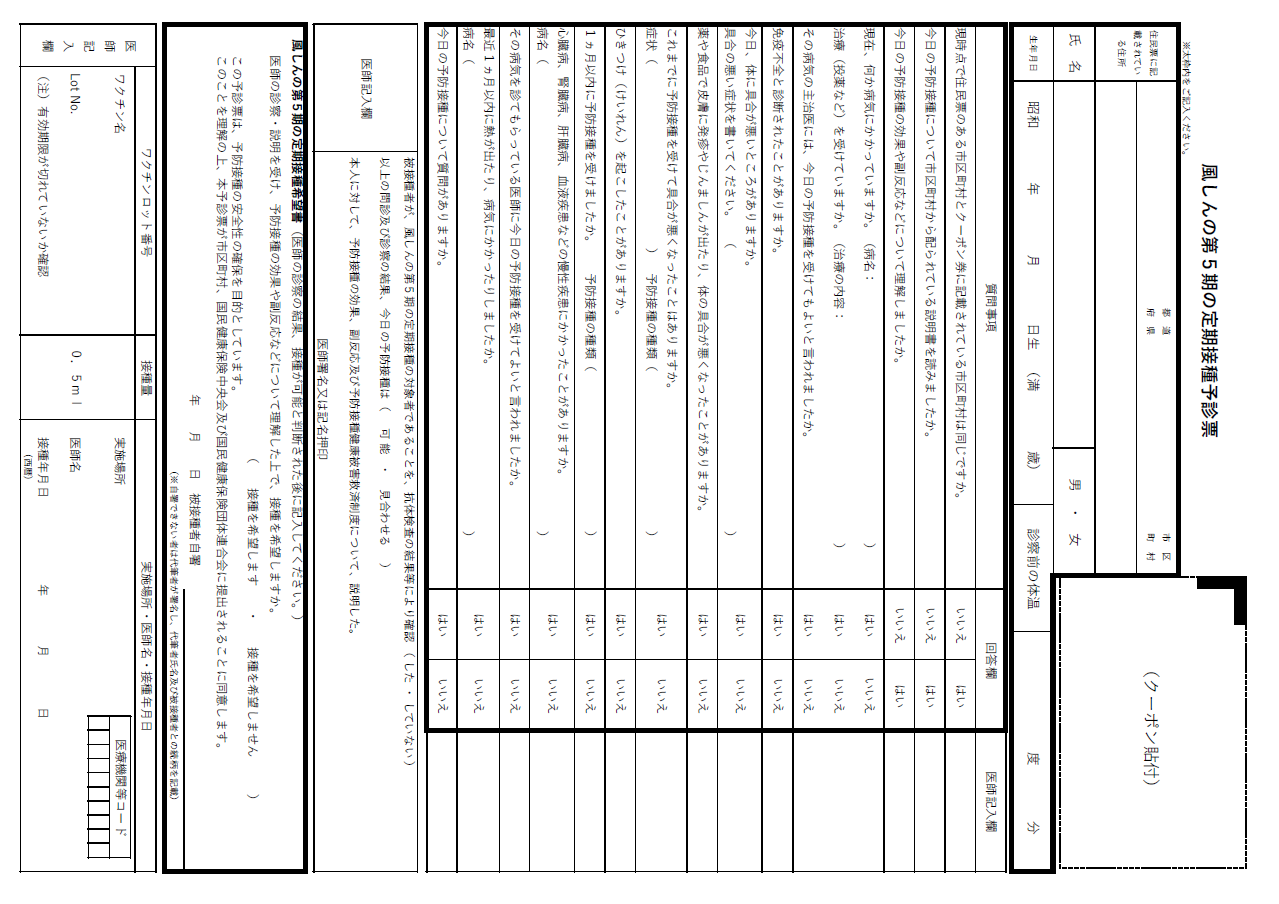 風しんの第５期の定期接種予診票
※太枠内をご記入ください。
住民票に記
載されてい
る住所
都 道
府 県
市 区
町 村
（クーポン貼付）
氏 名
男 ・ 女
生年月日
昭和 年 月 日生 （満 歳）
診察前の体温
度 分
質問事項
回答欄
医師記入欄
現時点で住民票のある市区町村とクーポン券に記載されている市区町村は同じですか。
いいえ はい
今日の予防接種について市区町村から配られている説明書を読みましたか。
いいえ はい
今日の予防接種の効果や副反応などについて理解しましたか。
いいえ はい
現在、何か病気にかかっていますか。（病名： ）
はい いいえ
治療（投薬など）を受けていますか。（治療の内容： ）
はい いいえ
その病気の主治医には、今日の予防接種を受けてもよいと言われましたか。
はい いいえ
免疫不全と診断されたことがありますか。
はい いいえ
今日、体に具合が悪いところがありますか。
具合の悪い症状を書いてください。（ ）
はい いいえ
薬や食品で皮膚に発疹やじんましんが出たり、体の具合が悪くなったことがありますか。
はい いいえ
これまでに予防接種を受けて具合が悪くなったことはありますか。
症状（ ） 予防接種の種類（ ）
はい いいえ
ひきつけ（けいれん）を起こしたことがありますか。
はい いいえ
１ヵ月以内に予防接種を受けましたか。 予防接種の種類（ ）
はい いいえ
心臓病、腎臓病、肝臓病、血液疾患などの慢性疾患にかかったことがありますか。
病名（ ）
はい いいえ
その病気を診てもらっている医師に今日の予防接種を受けてよいと言われましたか。
はい いいえ
最近１ヵ月以内に熱が出たり、病気にかかったりしましたか。
病名（ ）
はい いいえ
今日の予防接種について質問がありますか。
はい いいえ
医師記入欄
被接種者が、風しんの第５期の定期接種の対象者であることを、抗体検査の結果等により確認（した・していない）
以上の問診及び診察の結果、今日の予防接種は（ 可能 ・ 見合わせる ）
本人に対して、予防接種の効果、副反応及び予防接種健康被害救済制度について、説明した。
医師署名又は記名押印
風しんの第５期の定期接種希望書（医師の診察の結果、接種が可能と判断された後に記入してください。）
医師の診察・説明を受け、予防接種の効果や副反応などについて理解した上で、接種を希望しますか。
（ 接種を希望します ・ 接種を希望しません ）
この予診票は、予防接種の安全性の確保を目的としています。
このことを理解の上、本予診票が市区町村、国民健康保険中央会及び国民健康保険団体連合会に提出されることに同意します。
年 月 日 被接種者自署
（※自署できない者は代筆者が署名し、代筆者氏名及び被接種者との続柄を記載）
医師記入欄
ワクチンロット番号
接種量
実施場所・医師名・接種年月日
ワクチン名
Lot No.
（注）有効期限が切れていないか確認
０．５ｍｌ
実施場所
医師名
接種年月日 年 月 日
（西暦）
医療機関等コード